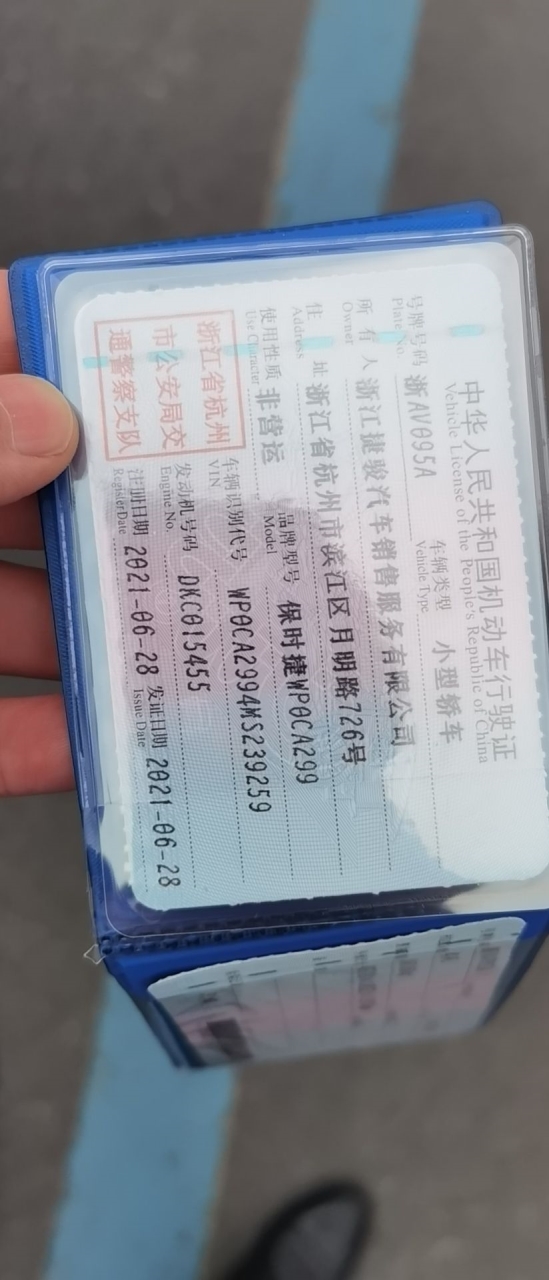 中华人民共和国机动车行驶证
Vehicle License of the People's Republic of China
号牌号码 浙AV095A 车辆类型 小型轿车
Plate No. Vehicle Type
所有人 浙江捷骏汽车销售服务有限公司
Owner
住址 浙江省杭州市滨江区月明路726号
Address
使用性质 非营运 品牌型号 保时捷WP0CA299
Use Character Model
浙江省杭州
市公安局交
通警察支队
车辆识别代号 WP0CA2994MS239259
VIN
发动机号码 DKC015455
Engine No.
注册日期 2021-06-28 发证日期 2021-06-28
Register Date Issue Date